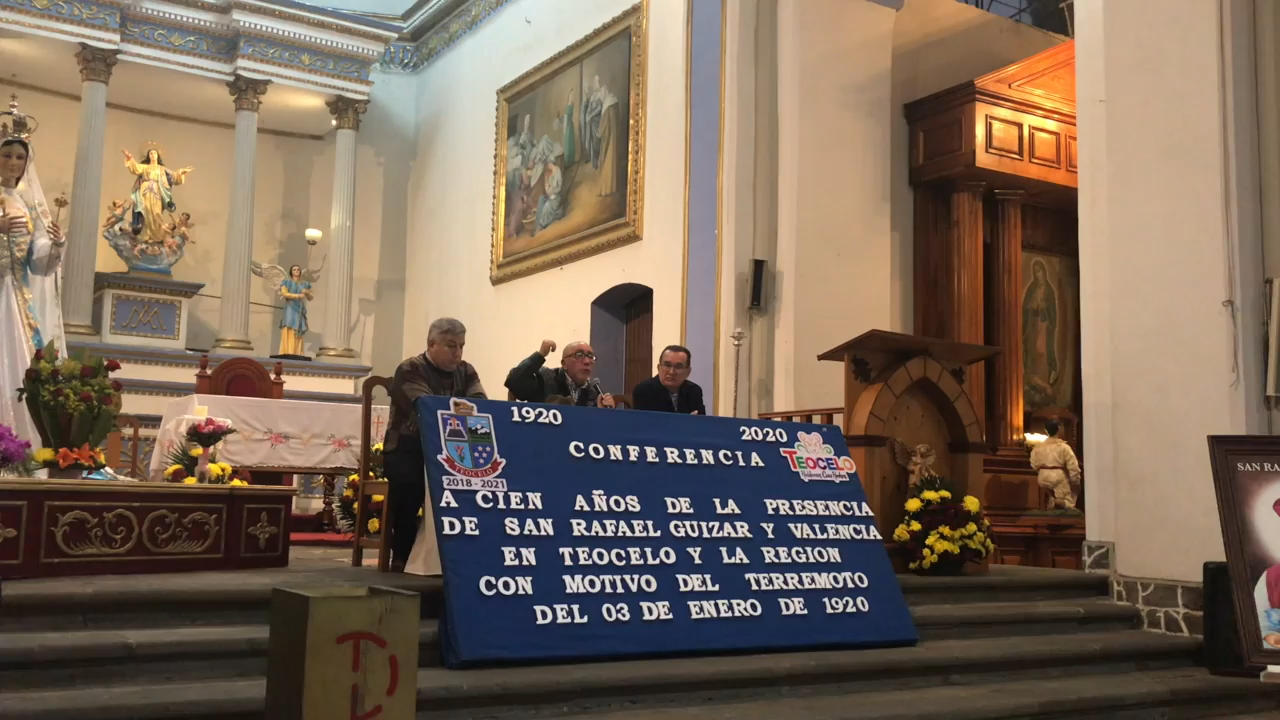 1920 2020
CONFERENCIA
TEOCELO
2018 - 2021
TEOCELO
A CIEN AÑOS DE LA PRESENCIA
DE SAN RAFAEL GUIZAR Y VALENCIA
EN TEOCELO Y LA REGION
CON MOTIVO DEL TERREMOTO
DEL 03 DE ENERO DE 1920
SAN RA